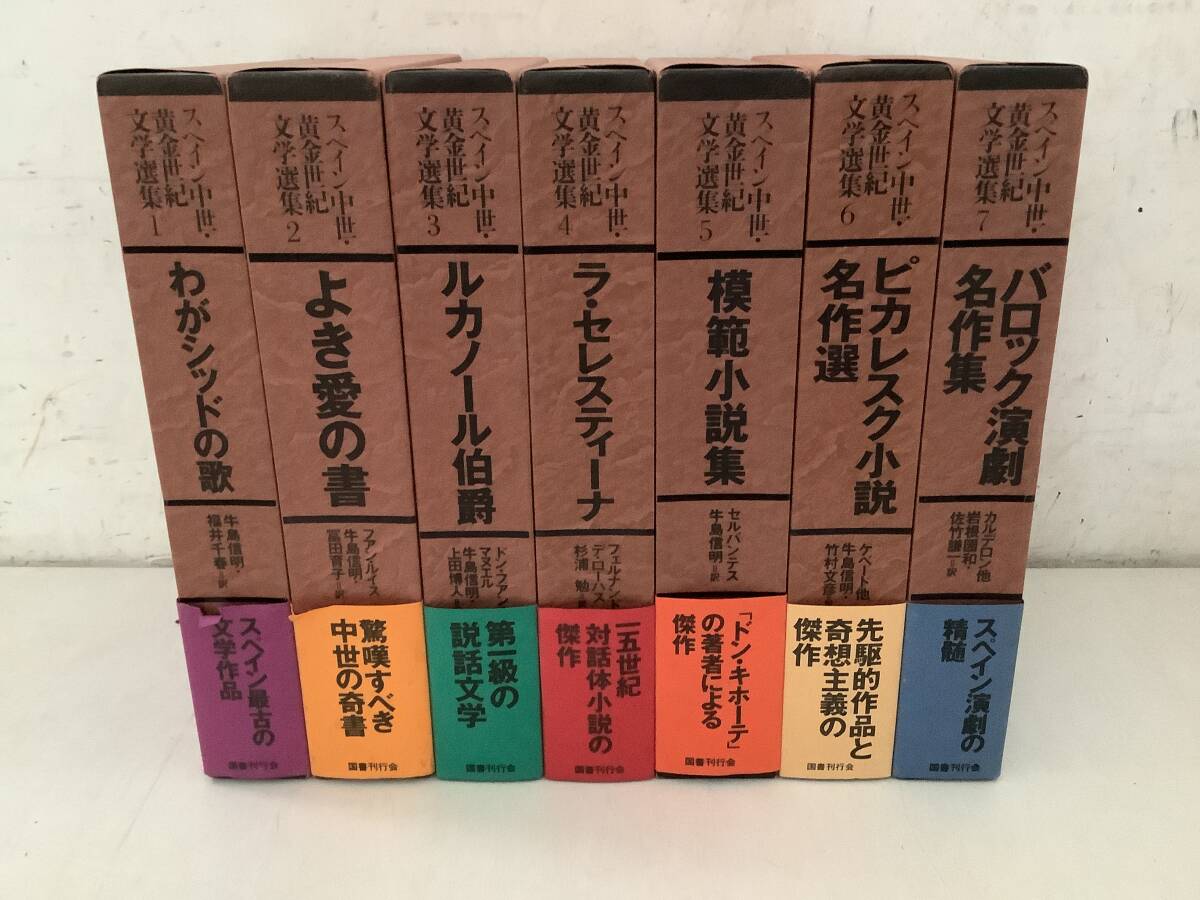 スペイン中世・
黄金世紀
文学選集1
わがシッドの歌
牛島信明・
福井千春=訳
スペイン最古の
文学作品
国書刊行会
スペイン中世・
黄金世紀
文学選集2
よき愛の書
フアン・ルイス
牛島信明・
冨田育子=訳
驚嘆すべき
中世の奇書
国書刊行会
スペイン中世・
黄金世紀
文学選集3
ルカノール伯爵
ドン・フアン・
マヌエル
牛島信明・
上田博人
第一級の
説話文学
国書刊行会
スペイン中世・
黄金世紀
文学選集4
ラ・セレスティーナ
フェルナンド・
デ・ローハス
杉浦 勉
一五世紀
対話体小説の
傑作
国書刊行会
スペイン中世・
黄金世紀
文学選集5
模範小説集
セルバンテス
牛島信明=訳
「ドン・キホーテ」
の著者による
傑作
国書刊行会
スペイン中世・
黄金世紀
文学選集6
ピカレスク小説
名作選
ケベード他
牛島信明・
竹村文彦
先駆的作品と
奇想主義の
傑作
国書刊行会
スペイン中世・
黄金世紀
文学選集7
バロック演劇
名作集
カルデロン他
岩根圀和・
佐竹謙一=訳
スペイン演劇の
精髄
国書刊行会